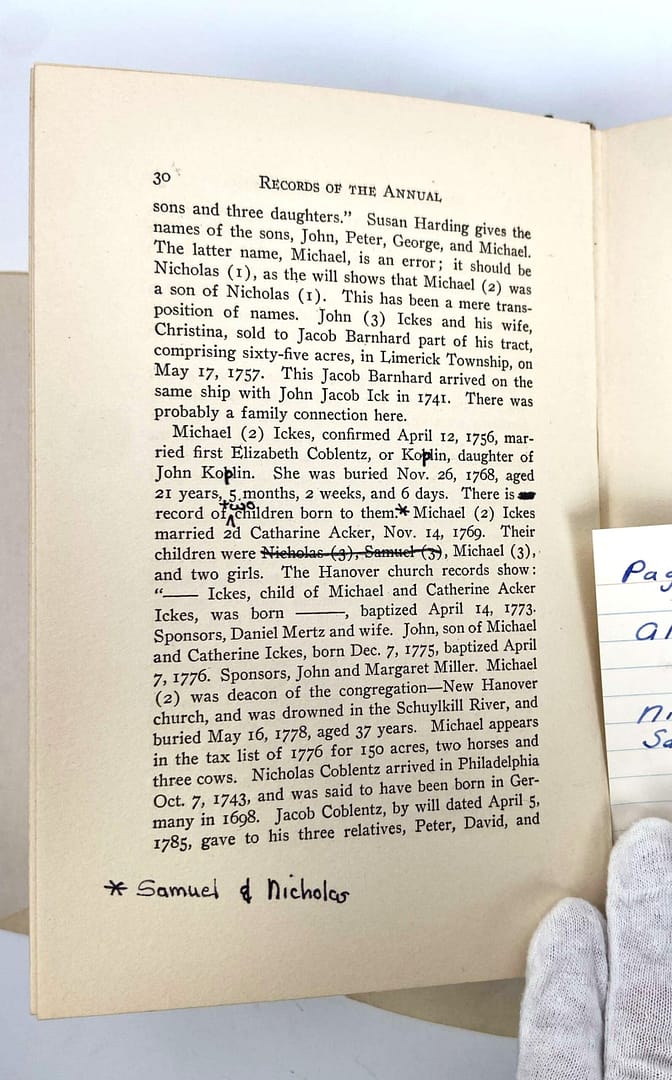 30 RECORDS OF THE ANNUAL
sons and three daughters." Susan Harding gives the
names of the sons, John, Peter, George, and Michael.
The latter name, Michael, is an error; it should be
Nicholas (1), as the will shows that Michael (2) was
a son of Nicholas (1). This has been a mere trans-
position of names. John (3) Ickes and his wife,
Christina, sold to Jacob Barnhard part of his tract,
comprising sixty-five acres, in Limerick Township, on
May 17, 1757. This Jacob Barnhard arrived on the
same ship with John Jacob Ick in 1741. There was
probably a family connection here.
Michael (2) Ickes, confirmed April 12, 1756, mar-
ried first Elizabeth Coblentz, or Koplin, daughter of
John Koplin. She was buried Nov. 26, 1768, aged
21 years, 5 months, 2 weeks, and 6 days. There is
record of two children born to them.* Michael (2) Ickes
married 2d Catharine Acker, Nov. 14, 1769. Their
children were Nicholas (3), Samuel (3), Michael (3),
and two girls. The Hanover church records show:
"—— Ickes, child of Michael and Catherine Acker
Ickes, was born ———, baptized April 14, 1773.
Sponsors, Daniel Mertz and wife. John, son of Michael
and Catherine Ickes, born Dec. 7, 1775, baptized April
7, 1776. Sponsors, John and Margaret Miller. Michael
(2) was deacon of the congregation—New Hanover
church, and was drowned in the Schuylkill River, and
buried May 16, 1778, aged 37 years. Michael appears
in the tax list of 1776 for 150 acres, two horses and
three cows. Nicholas Coblentz arrived in Philadelphia
Oct. 7, 1743, and was said to have been born in Ger-
many in 1698. Jacob Coblentz, by will dated April 5,
1785, gave to his three relatives, Peter, David, and
* Samuel & Nicholas